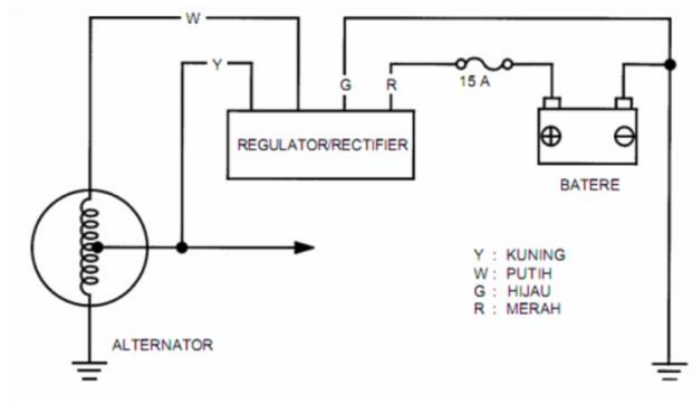 W
Y
G
R
15 A
REGULATOR/RECTIFIER
BATERE
Y : KUNING
W : PUTIH
G : HIJAU
R : MERAH
ALTERNATOR